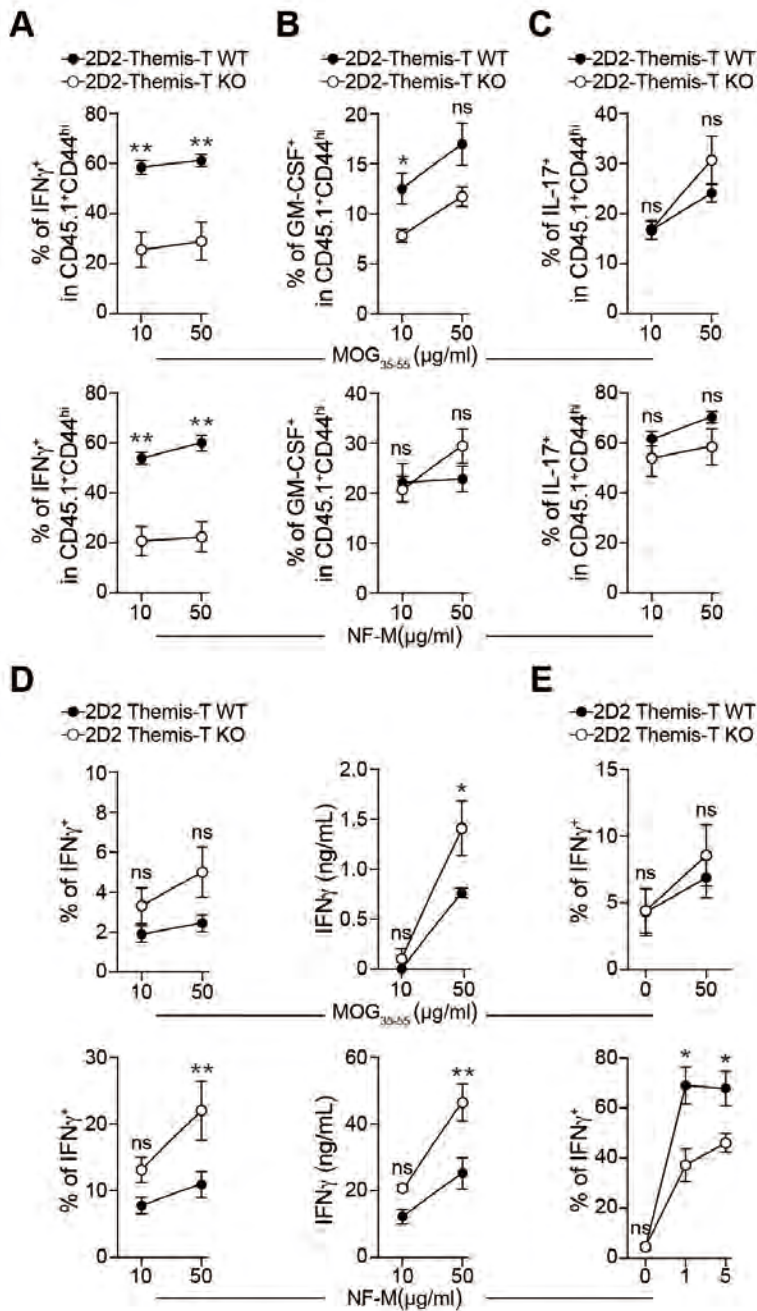 A
B
C
2D2-Themis-T WT
2D2-Themis-T KO
2D2-Themis-T WT
2D2-Themis-T KO
2D2-Themis-T WT
2D2-Themis-T KO
% of IFNγ⁺
in CD45.1⁺CD44ʰⁱ
80
60
40
20
0
**
**
10
50
% of GM-CSF⁺
in CD45.1⁺CD44ʰⁱ
20
15
10
5
0
*
ns
10
50
% of IL-17⁺
in CD45.1⁺CD44ʰⁱ
40
30
20
10
0
ns
ns
10
50
MOG₃₅₋₅₅ (µg/ml)
% of IFNγ⁺
in CD45.1⁺CD44ʰⁱ
80
60
40
20
0
**
**
10
50
% of GM-CSF⁺
in CD45.1⁺CD44ʰⁱ
40
30
20
10
0
ns
ns
10
50
% of IL-17⁺
in CD45.1⁺CD44ʰⁱ
80
60
40
20
0
ns
ns
10
50
NF-M(µg/ml)
D
E
2D2 Themis-T WT
2D2 Themis-T KO
2D2 Themis-T WT
2D2 Themis-T KO
% of IFNγ⁺
10
8
6
4
2
0
ns
ns
10
50
IFNγ (ng/mL)
2.0
1.5
1.0
0.5
0
ns
*
10
50
% of IFNγ⁺
15
10
5
0
ns
ns
0
50
MOG₃₅₋₅₅ (µg/ml)
% of IFNγ⁺
30
20
10
0
ns
**
10
50
IFNγ (ng/mL)
60
40
20
0
ns
**
10
50
% of IFNγ⁺
80
60
40
20
0
ns
*
*
0
1
5
NF-M(µg/ml)